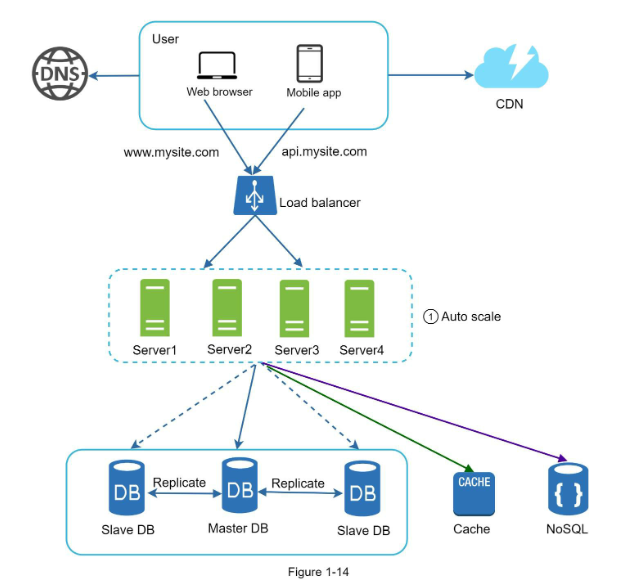 User
DNS
Web browser
Mobile app
CDN
www.mysite.com
api.mysite.com
Load balancer
1 Auto scale
Server1
Server2
Server3
Server4
DB
Replicate
DB
Replicate
DB
CACHE
{ }
Slave DB
Master DB
Slave DB
Cache
NoSQL
Figure 1-14